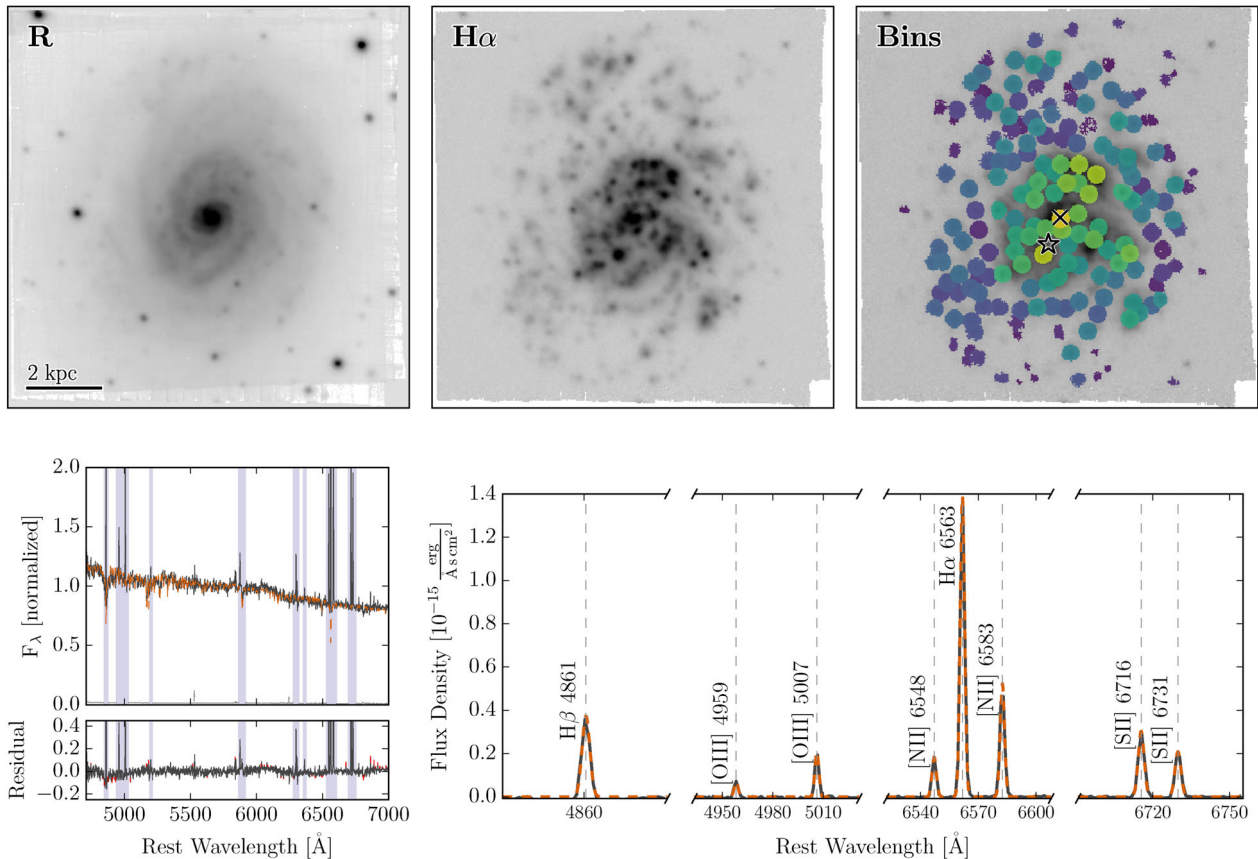 R
Hα
Bins
2 kpc
2.0
1.5
1.0
0.5
0.0
F_λ [normalized]
0.4
0.2
0.0
−0.2
Residual
5000 5500 6000 6500 7000
Rest Wavelength [Å]
1.4
1.2
1.0
0.8
0.6
0.4
0.2
0.0
Flux Density [10^−15 erg / Å s cm^2]
Hβ 4861
[OIII] 4959
[OIII] 5007
[NII] 6548
Hα 6563
[NII] 6583
[SII] 6716
[SII] 6731
4860 4950 4980 5010 6540 6570 6600 6720 6750
Rest Wavelength [Å]